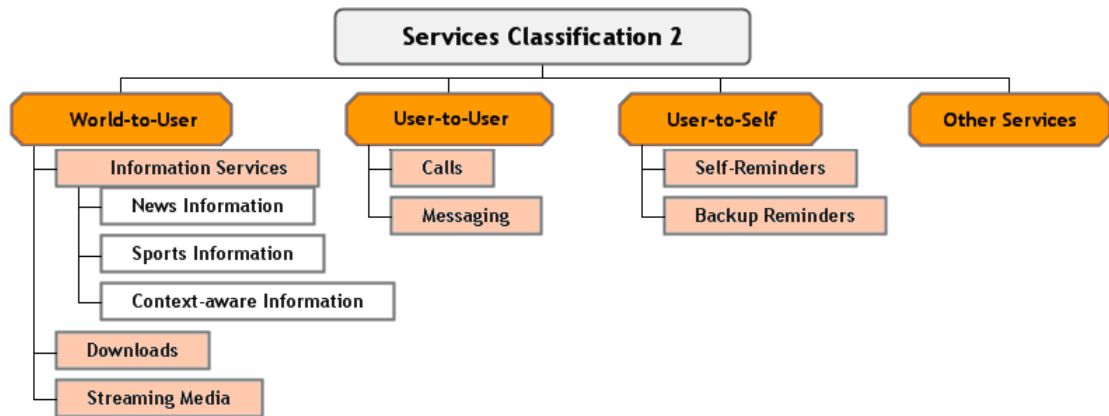 Services Classification 2
World-to-User
User-to-User
User-to-Self
Other Services
Information Services
News Information
Sports Information
Context-aware Information
Downloads
Streaming Media
Calls
Messaging
Self-Reminders
Backup Reminders